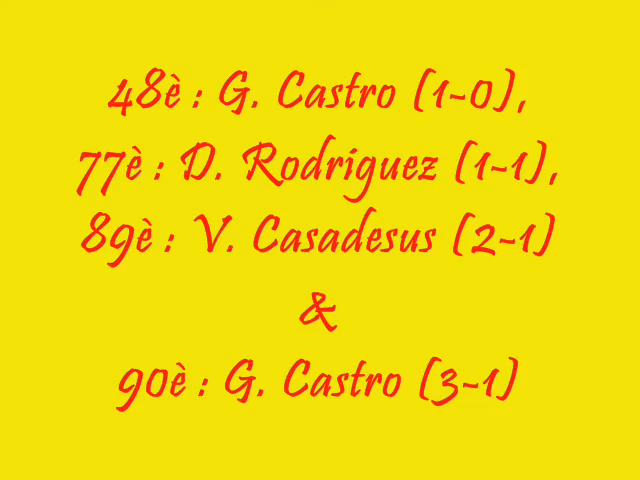 48è : G. Castro (1-0),
77è : D. Rodriguez (1-1),
89è : V. Casadesus (2-1)
&
90è : G. Castro (3-1)